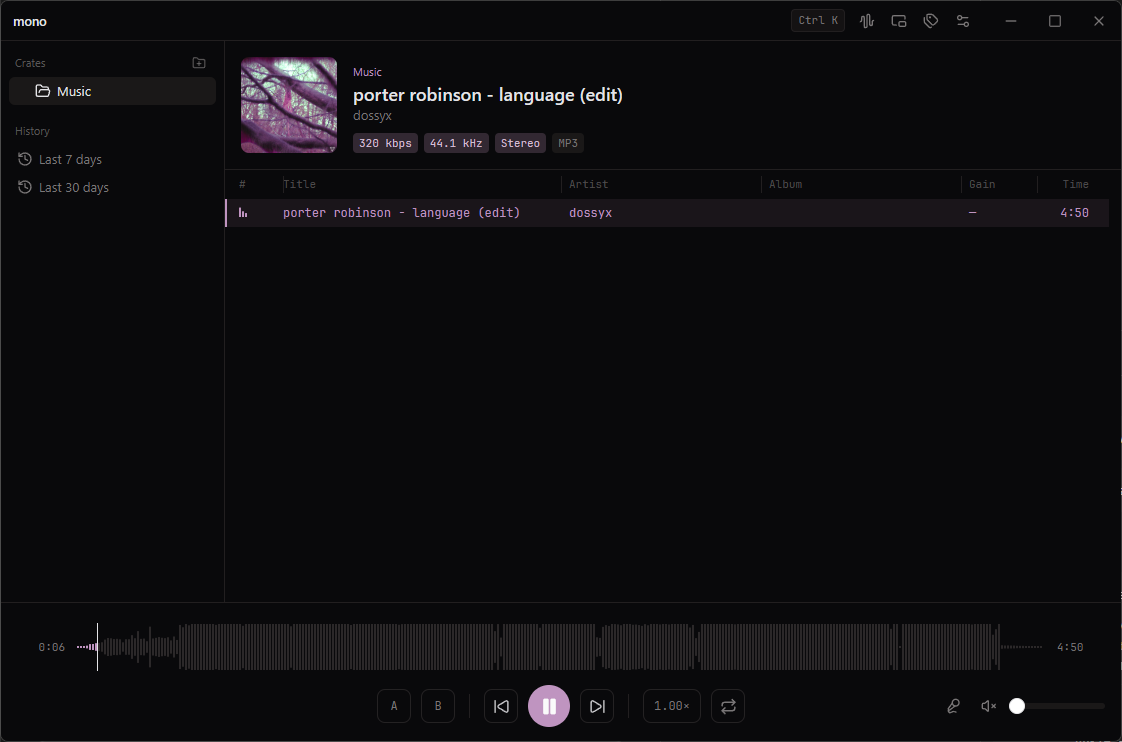 mono
Ctrl K
Crates
Music
History
Last 7 days
Last 30 days
Music
porter robinson - language (edit)
dossyx
320 kbps 44.1 kHz Stereo MP3
# Title Artist Album Gain Time
porter robinson - language (edit) dossyx — 4:50
0:06 4:50
A B 1.00×